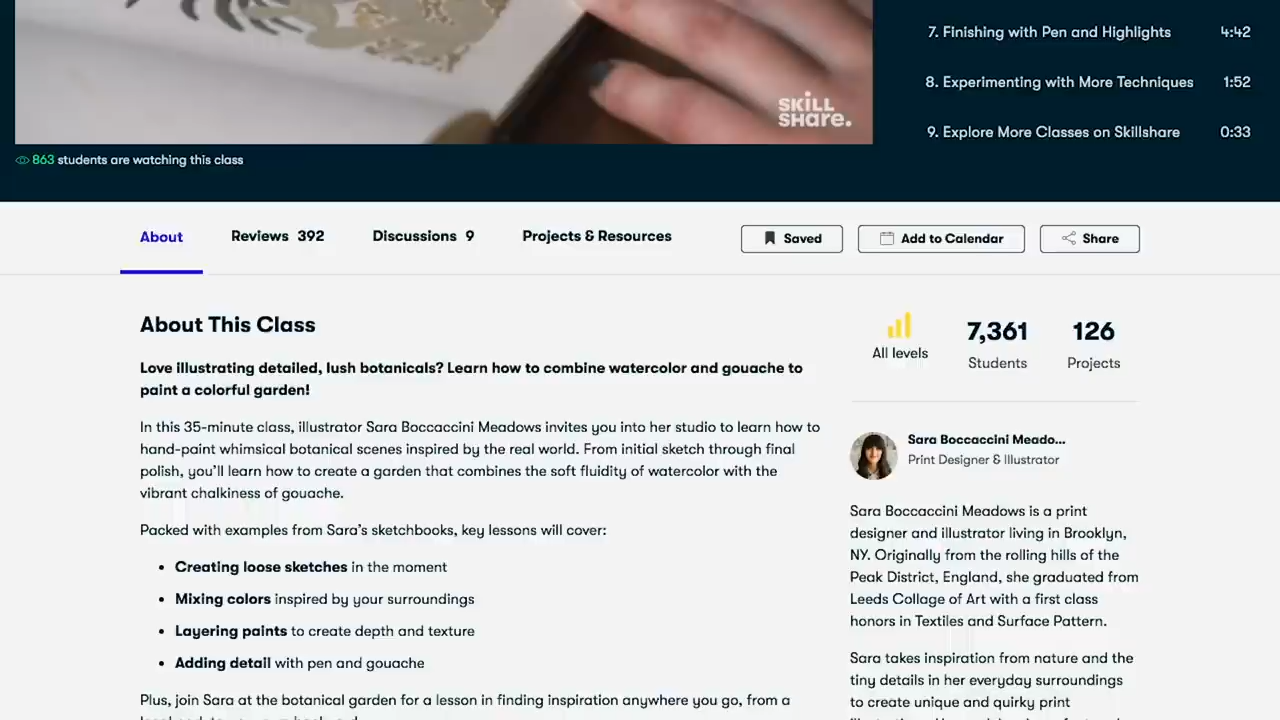 7. Finishing with Pen and Highlights 4:42
8. Experimenting with More Techniques 1:52
9. Explore More Classes on Skillshare 0:33
SKILL
SHare.
863 students are watching this class
About Reviews 392 Discussions 9 Projects & Resources Saved Add to Calendar Share
About This Class
Love illustrating detailed, lush botanicals? Learn how to combine watercolor and gouache to
paint a colorful garden!
In this 35-minute class, illustrator Sara Boccaccini Meadows invites you into her studio to learn how to
hand-paint whimsical botanical scenes inspired by the real world. From initial sketch through final
polish, you'll learn how to create a garden that combines the soft fluidity of watercolor with the
vibrant chalkiness of gouache.
Packed with examples from Sara's sketchbooks, key lessons will cover:
• Creating loose sketches in the moment
• Mixing colors inspired by your surroundings
• Layering paints to create depth and texture
• Adding detail with pen and gouache
Plus, join Sara at the botanical garden for a lesson in finding inspiration anywhere you go, from a
All levels
7,361
Students
126
Projects
Sara Boccaccini Meado...
Print Designer & Illustrator
Sara Boccaccini Meadows is a print
designer and illustrator living in Brooklyn,
NY. Originally from the rolling hills of the
Peak District, England, she graduated from
Leeds Collage of Art with a first class
honors in Textiles and Surface Pattern.
Sara takes inspiration from nature and the
tiny details in her everyday surroundings
to create unique and quirky print